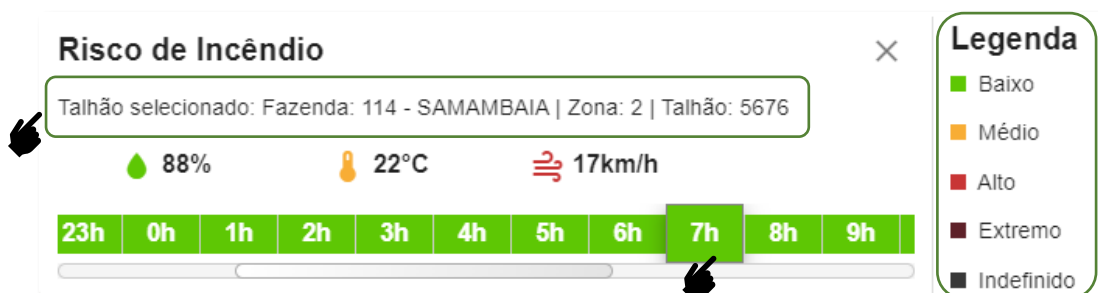 Risco de Incêndio
Talhão selecionado: Fazenda: 114 - SAMAMBAIA | Zona: 2 | Talhão: 5676
88% 22°C 17km/h
23h 0h 1h 2h 3h 4h 5h 6h 7h 8h 9h
Legenda
Baixo
Médio
Alto
Extremo
Indefinido